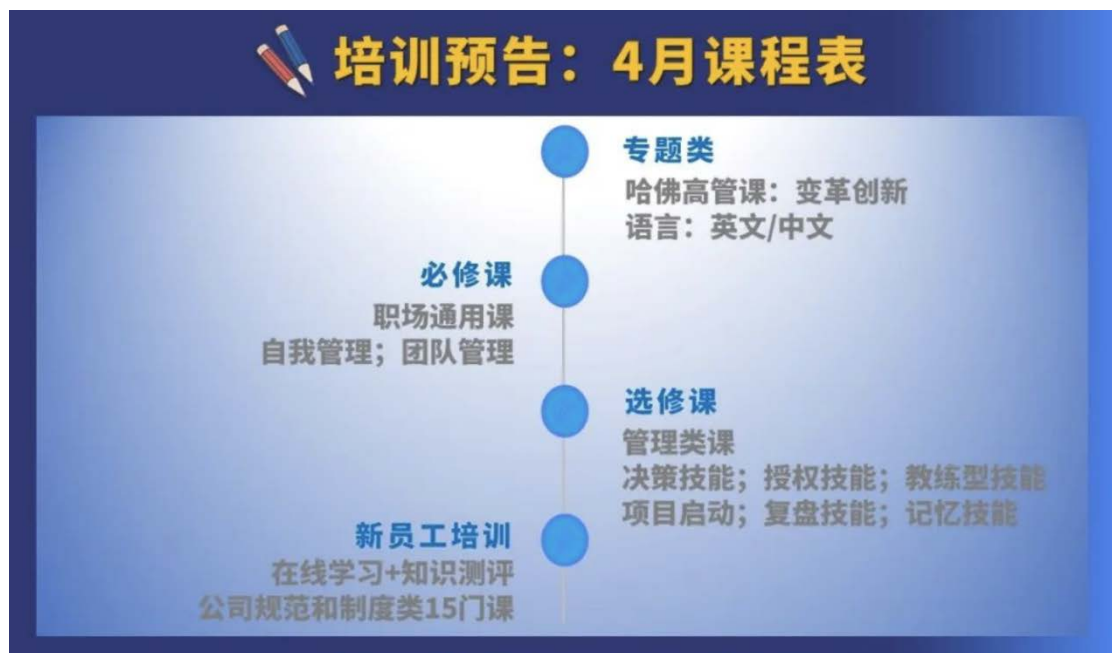 培训预告：4月课程表
专题类
哈佛高管课：变革创新
语言：英文/中文
必修课
职场通用课
自我管理；团队管理
选修课
管理类课
决策技能；授权技能；教练型技能
项目启动；复盘技能；记忆技能
新员工培训
在线学习+知识测评
公司规范和制度类15门课